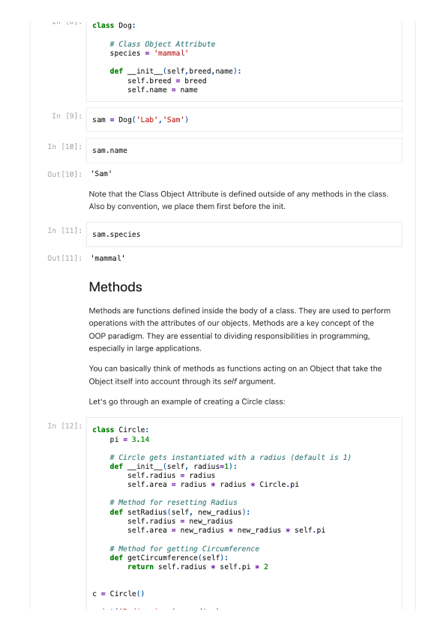 class Dog:
# Class Object Attribute
species = 'mammal'
def __init__(self,breed,name):
self.breed = breed
self.name = name
In [9]: sam = Dog('Lab','Sam')
In [10]: sam.name
Out[10]: 'Sam'
Note that the Class Object Attribute is defined outside of any methods in the class.
Also by convention, we place them first before the init.
In [11]: sam.species
Out[11]: 'mammal'
Methods
Methods are functions defined inside the body of a class. They are used to perform
operations with the attributes of our objects. Methods are a key concept of the
OOP paradigm. They are essential to dividing responsibilities in programming,
especially in large applications.
You can basically think of methods as functions acting on an Object that take the
Object itself into account through its self argument.
Let's go through an example of creating a Circle class:
In [12]: class Circle:
pi = 3.14
# Circle gets instantiated with a radius (default is 1)
def __init__(self, radius=1):
self.radius = radius
self.area = radius * radius * Circle.pi
# Method for resetting Radius
def setRadius(self, new_radius):
self.radius = new_radius
self.area = new_radius * new_radius * self.pi
# Method for getting Circumference
def getCircumference(self):
return self.radius * self.pi * 2
c = Circle()